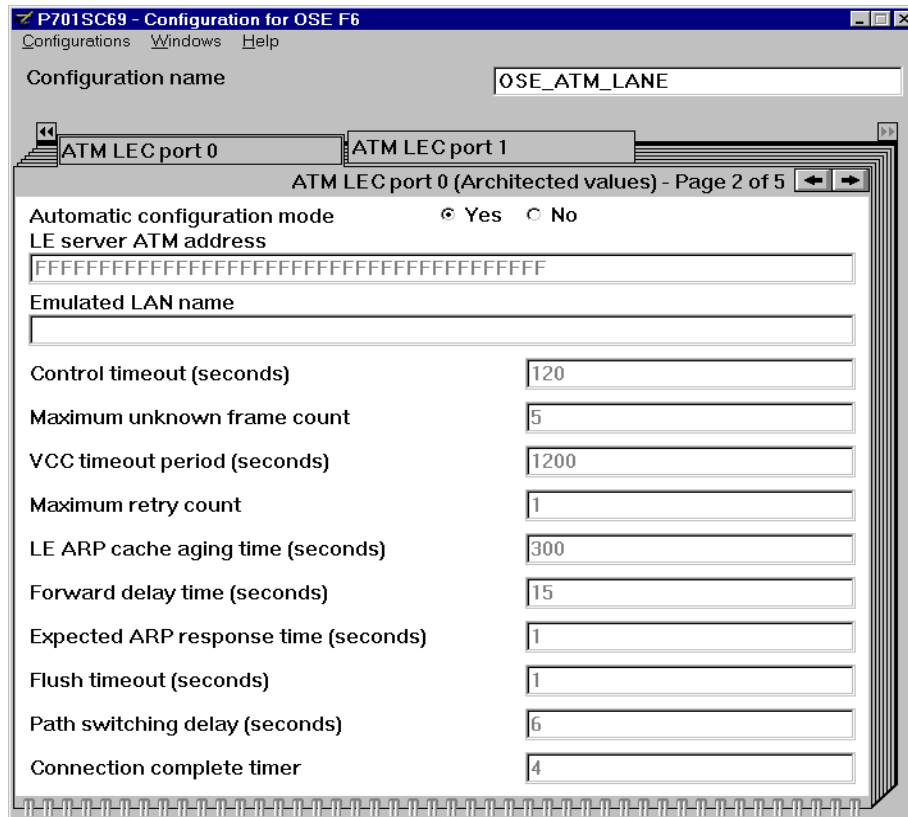 P701SC69 - Configuration for OSE F6
Configurations Windows Help
Configuration name OSE_ATM_LANE
ATM LEC port 0 ATM LEC port 1
ATM LEC port 0 (Architected values) - Page 2 of 5
Automatic configuration mode Yes No
LE server ATM address
FFFFFFFFFFFFFFFFFFFFFFFFFFFFFFFFFFFFFFFF
Emulated LAN name
Control timeout (seconds) 120
Maximum unknown frame count 5
VCC timeout period (seconds) 1200
Maximum retry count 1
LE ARP cache aging time (seconds) 300
Forward delay time (seconds) 15
Expected ARP response time (seconds) 1
Flush timeout (seconds) 1
Path switching delay (seconds) 6
Connection complete timer 4